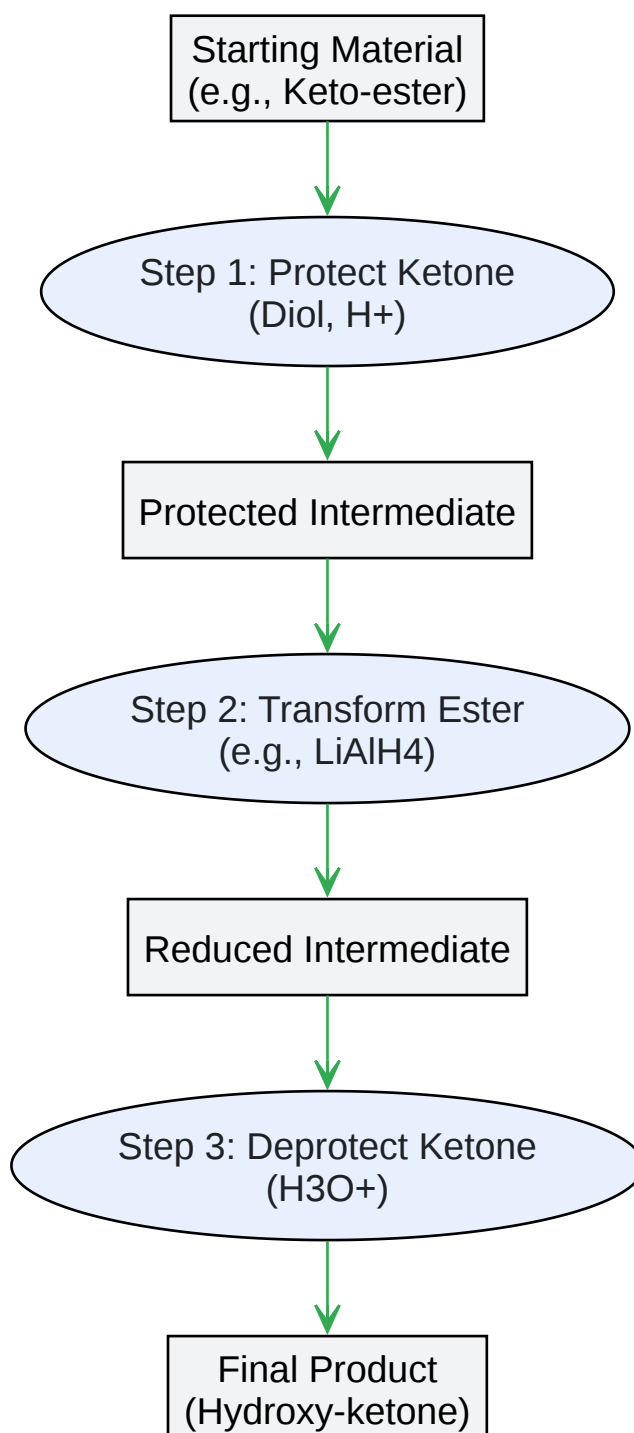 Starting Material
(e.g., Keto-ester)
Step 1: Protect Ketone
(Diol, H+)
Protected Intermediate
Step 2: Transform Ester
(e.g., LiAlH4)
Reduced Intermediate
Step 3: Deprotect Ketone
(H3O+)
Final Product
(Hydroxy-ketone)